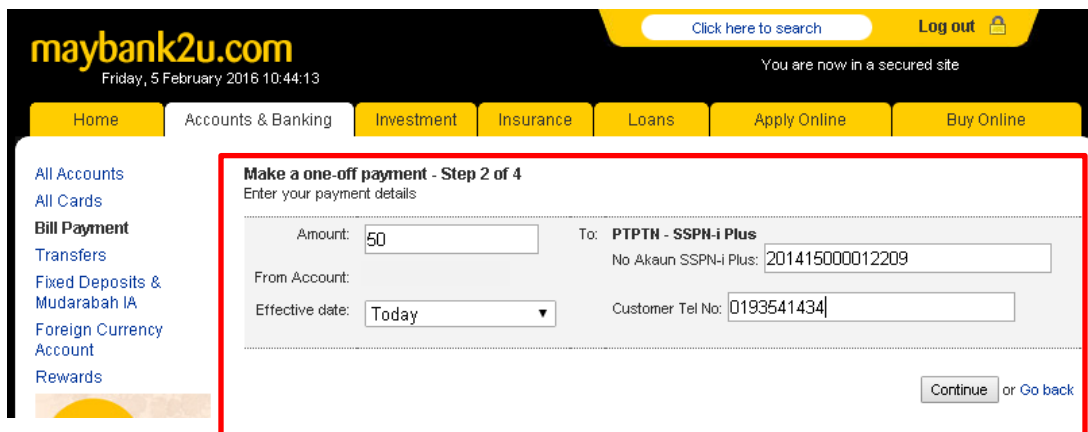 Click here to search Log out
maybank2u.com
Friday, 5 February 2016 10:44:13
You are now in a secured site
Home Accounts & Banking Investment Insurance Loans Apply Online Buy Online
All Accounts
All Cards
Bill Payment
Transfers
Fixed Deposits &
Mudarabah IA
Foreign Currency
Account
Rewards
Make a one-off payment - Step 2 of 4
Enter your payment details
Amount: 50 To: PTPTN - SSPN-i Plus
No Akaun SSPN-i Plus: 201415000012209
From Account:
Effective date: Today Customer Tel No: 0193541434
Continue or Go back